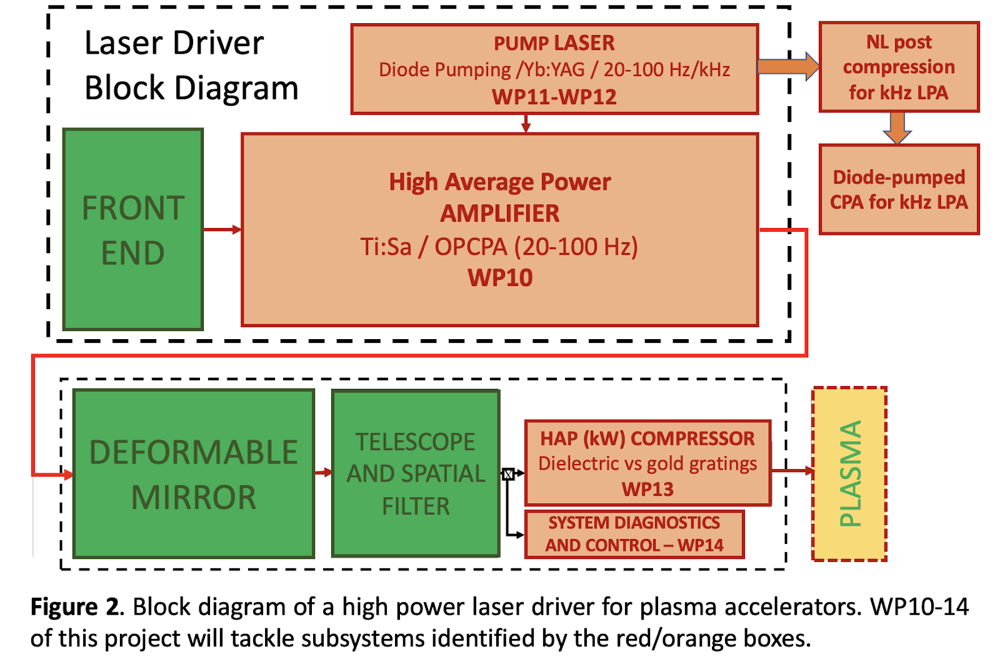 Laser Driver
Block Diagram
PUMP LASER
Diode Pumping /Yb:YAG / 20-100 Hz/kHz
WP11-WP12
NL post
compression
for kHz LPA
Diode-pumped
CPA for kHz LPA
FRONT
END
High Average Power
AMPLIFIER
Ti:Sa / OPCPA (20-100 Hz)
WP10
DEFORMABLE
MIRROR
TELESCOPE
AND SPATIAL
FILTER
HAP (kW) COMPRESSOR
Dielectric vs gold gratings
WP13
SYSTEM DIAGNOSTICS
AND CONTROL – WP14
PLASMA
Figure 2. Block diagram of a high power laser driver for plasma accelerators. WP10-14
of this project will tackle subsystems identified by the red/orange boxes.